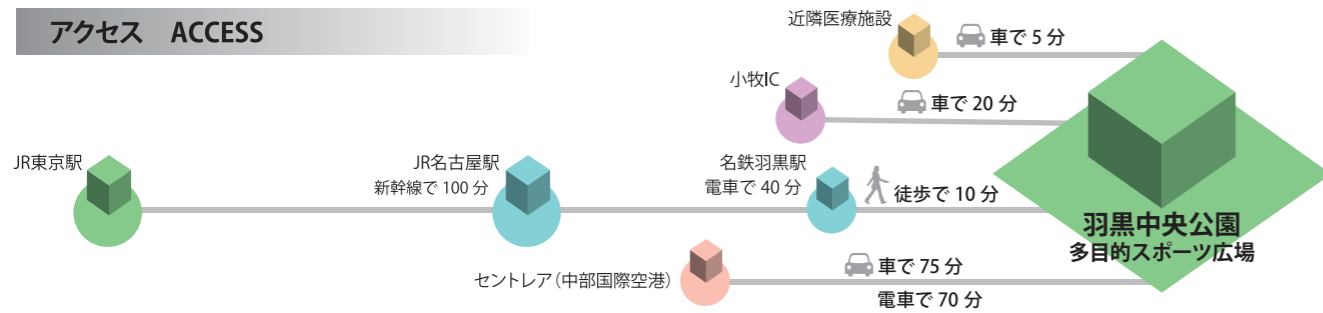 アクセス ACCESS
近隣医療施設
車で 5 分
小牧IC
車で 20 分
JR東京駅
JR名古屋駅
新幹線で 100 分
名鉄羽黒駅
電車で 40 分
徒歩で 10 分
羽黒中央公園
多目的スポーツ広場
セントレア（中部国際空港）
車で 75 分
電車で 70 分